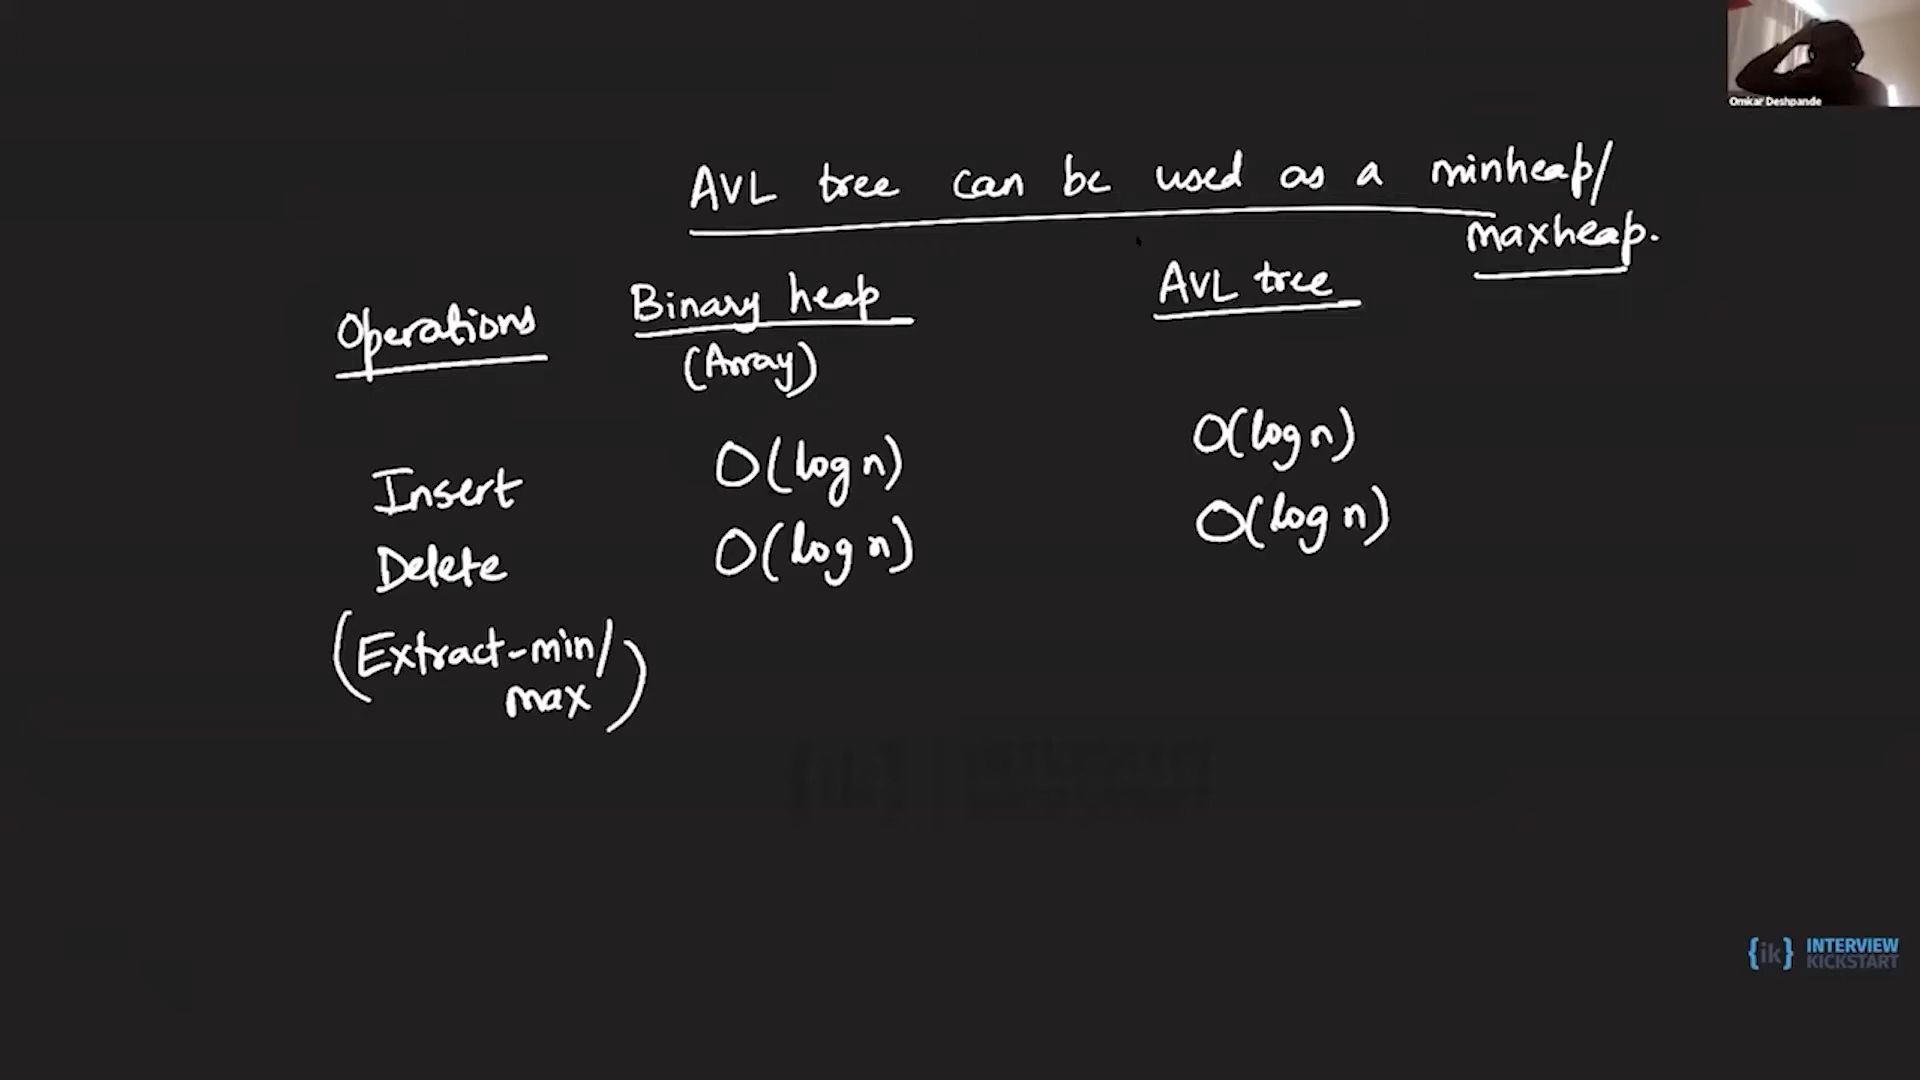 Omkar Deshpande
AVL tree can be used as a minheap/
maxheap.
Operations Binary heap AVL tree
(Array)
Insert O(log n) O(log n)
Delete O(log n) O(log n)
(Extract-min/
max)
{ik} INTERVIEW
KICKSTART